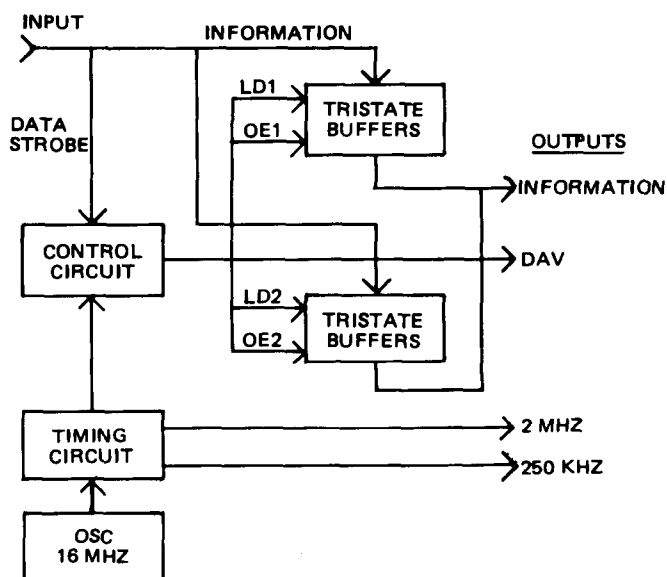 INPUT
INFORMATION
LD1
TRISTATE
BUFFERS
OE1
DATA
STROBE
OUTPUTS
INFORMATION
CONTROL
CIRCUIT
DAV
LD2
TRISTATE
BUFFERS
OE2
TIMING
CIRCUIT
2 MHZ
250 KHZ
OSC
16 MHZ